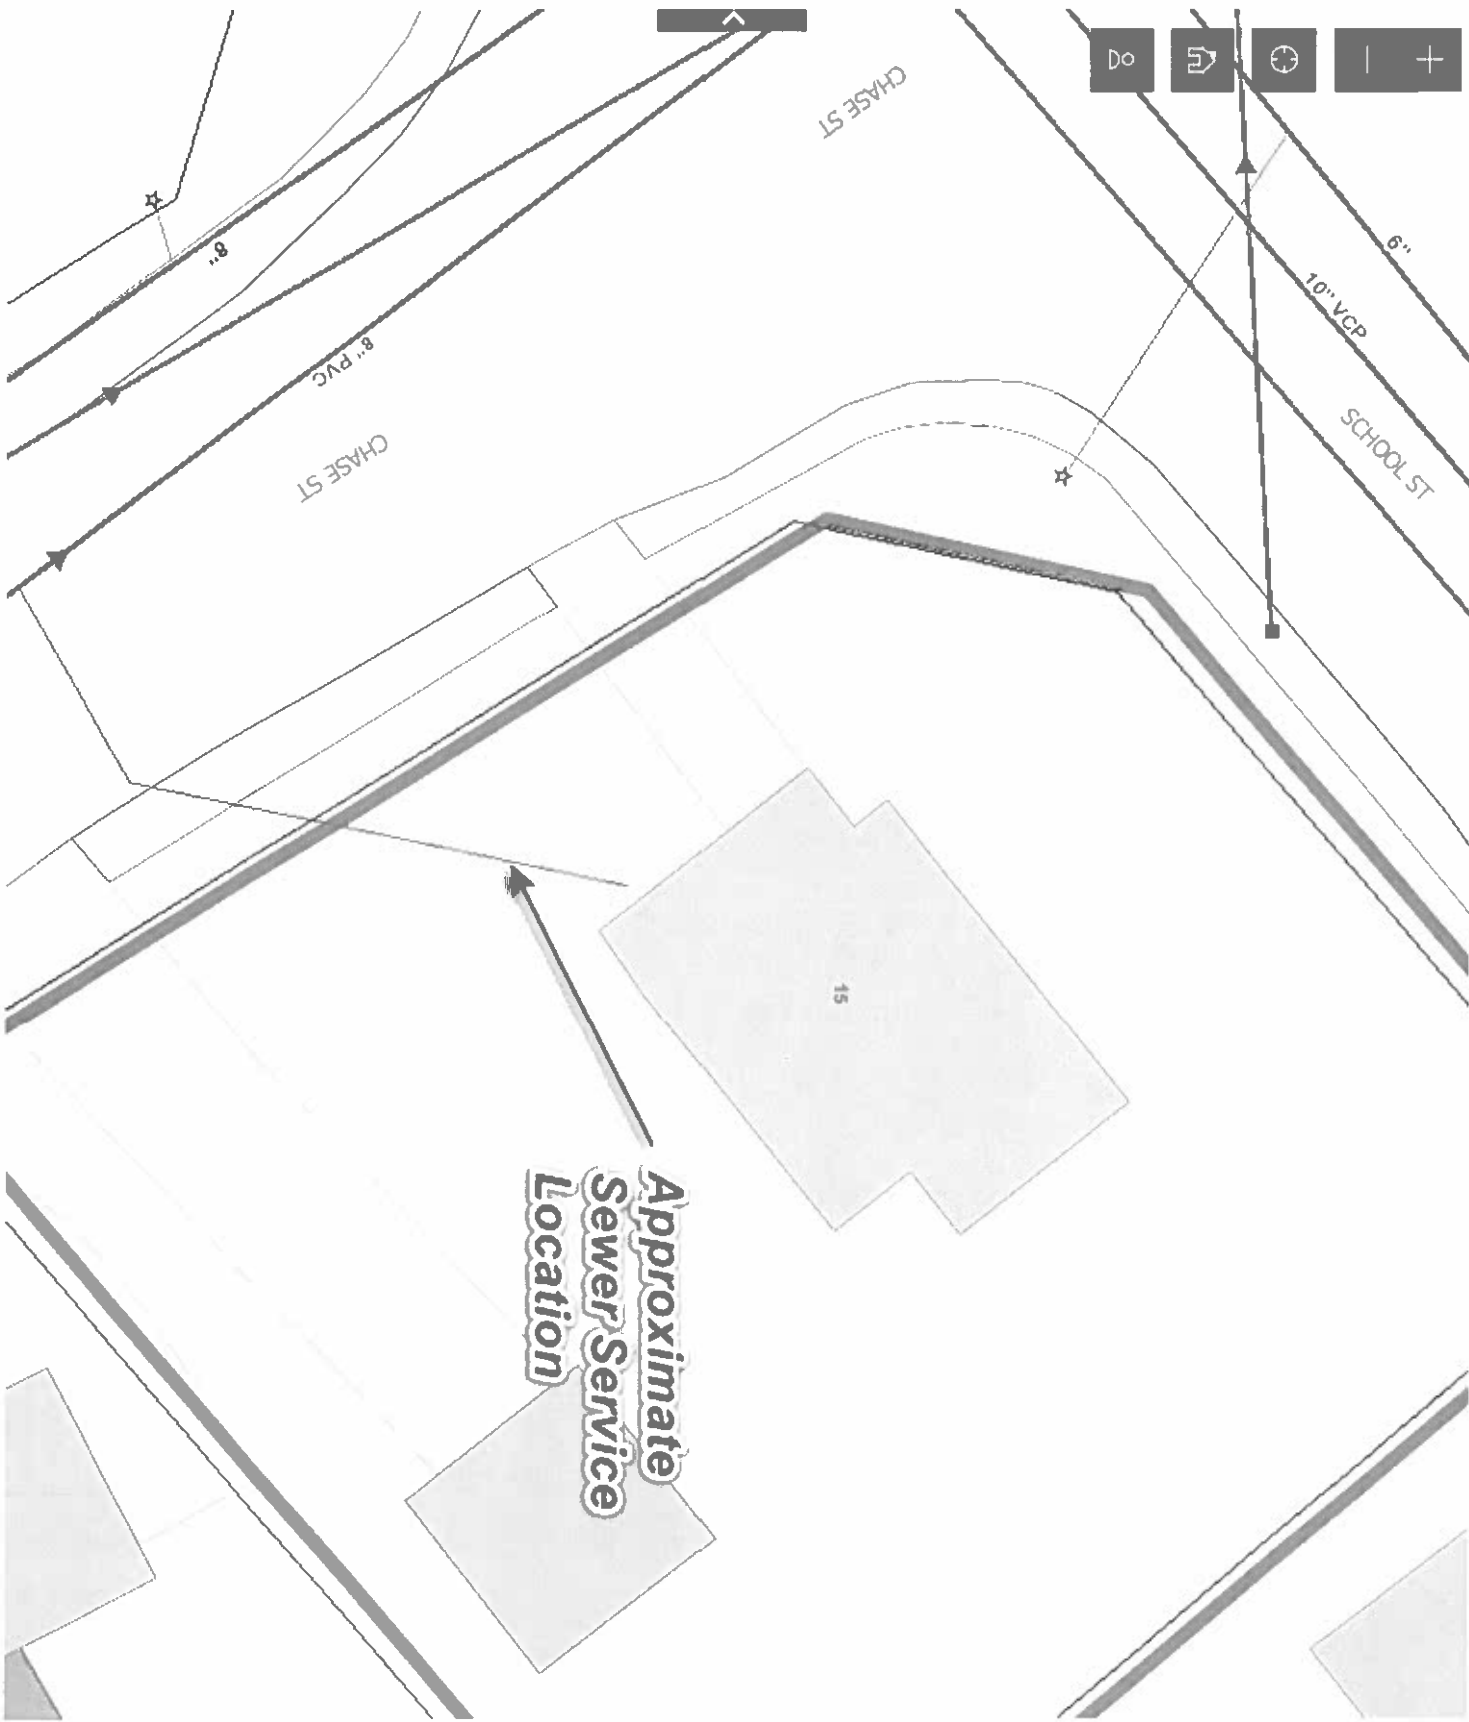 CHASE ST
8"
8" PVC
CHASE ST
6"
10" VCP
SCHOOL ST
15
Approximate
Sewer Service
Location